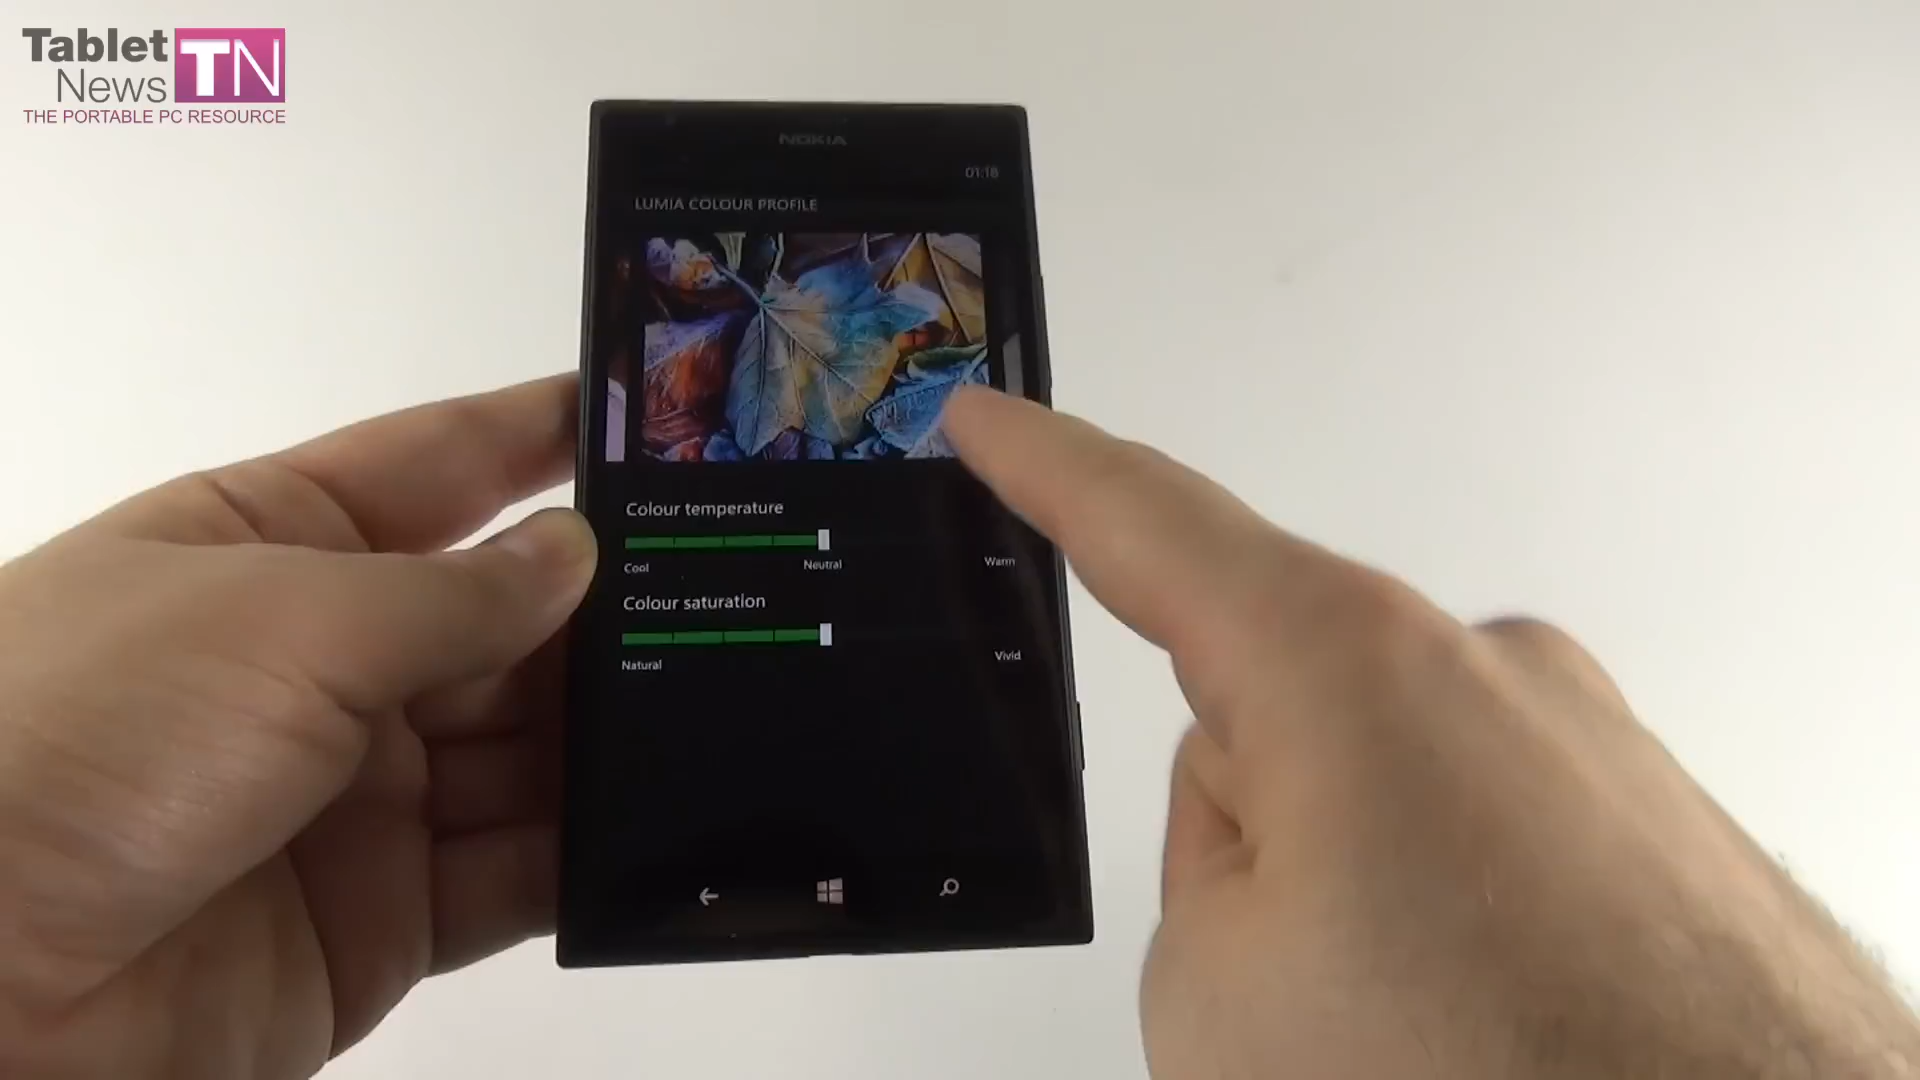 Tablet
News TN
THE PORTABLE PC RESOURCE
NOKIA
01:18
LUMIA COLOUR PROFILE
Colour temperature
Cool Neutral Warm
Colour saturation
Natural Vivid